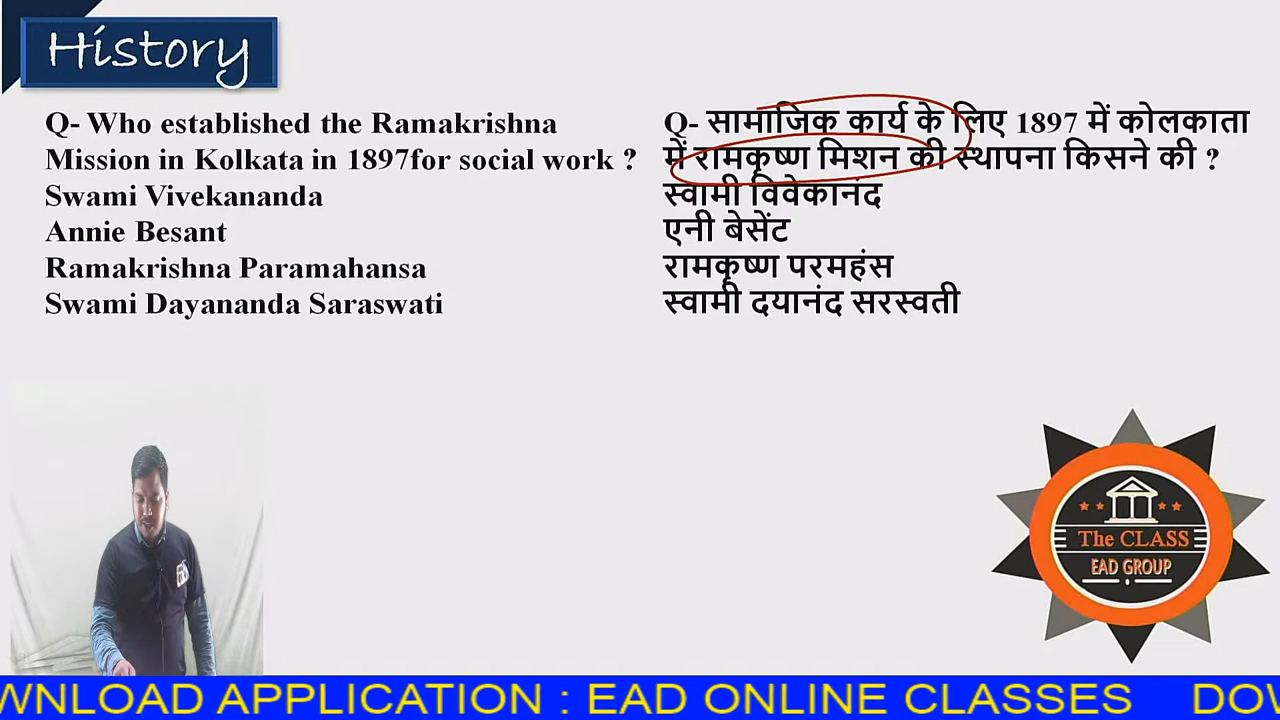 History
Q- Who established the Ramakrishna
Mission in Kolkata in 1897for social work ?
Swami Vivekananda
Annie Besant
Ramakrishna Paramahansa
Swami Dayananda Saraswati
Q- सामाजिक कार्य के लिए 1897 में कोलकाता
में रामकृष्ण मिशन की स्थापना किसने की ?
स्वामी विवेकानंद
एनी बेसेंट
रामकृष्ण परमहंस
स्वामी दयानंद सरस्वती
The CLASS
EAD GROUP
WNLOAD APPLICATION : EAD ONLINE CLASSES DOW